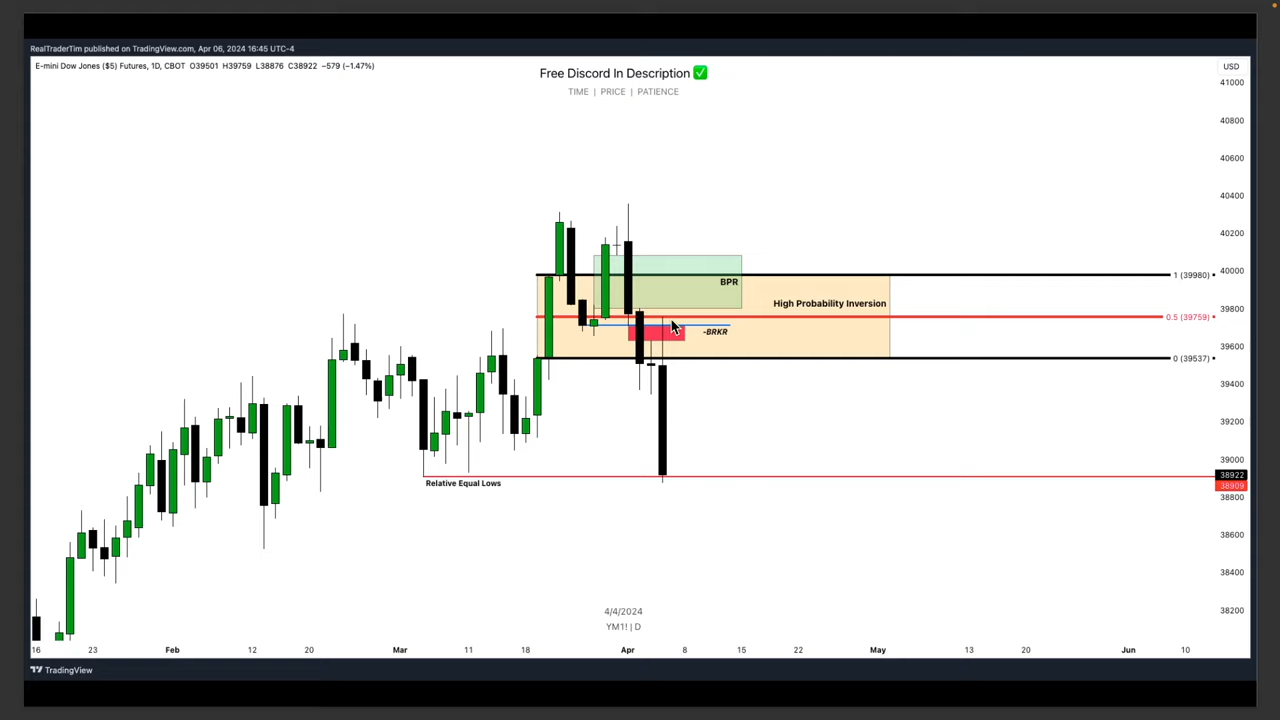 RealTraderTim published on TradingView.com, Apr 06, 2024 16:45 UTC-4
E-mini Dow Jones ($5) Futures, 1D, CBOT O39501 H39759 L38876 C38922 −579 (−1.47%)
Free Discord In Description ✅
TIME | PRICE | PATIENCE
USD
41000
40800
40600
40400
40200
40000
39800
39600
39400
39200
39000
38922
38909
38800
38600
38400
38200
BPR
1 (39980)
High Probability Inversion
0.5 (39759)
-BRKR
0 (39537)
Relative Equal Lows
4/4/2024
YM1! | D
16 23 Feb 12 20 Mar 11 18 Apr 8 15 22 May 13 20 Jun 10
TradingView